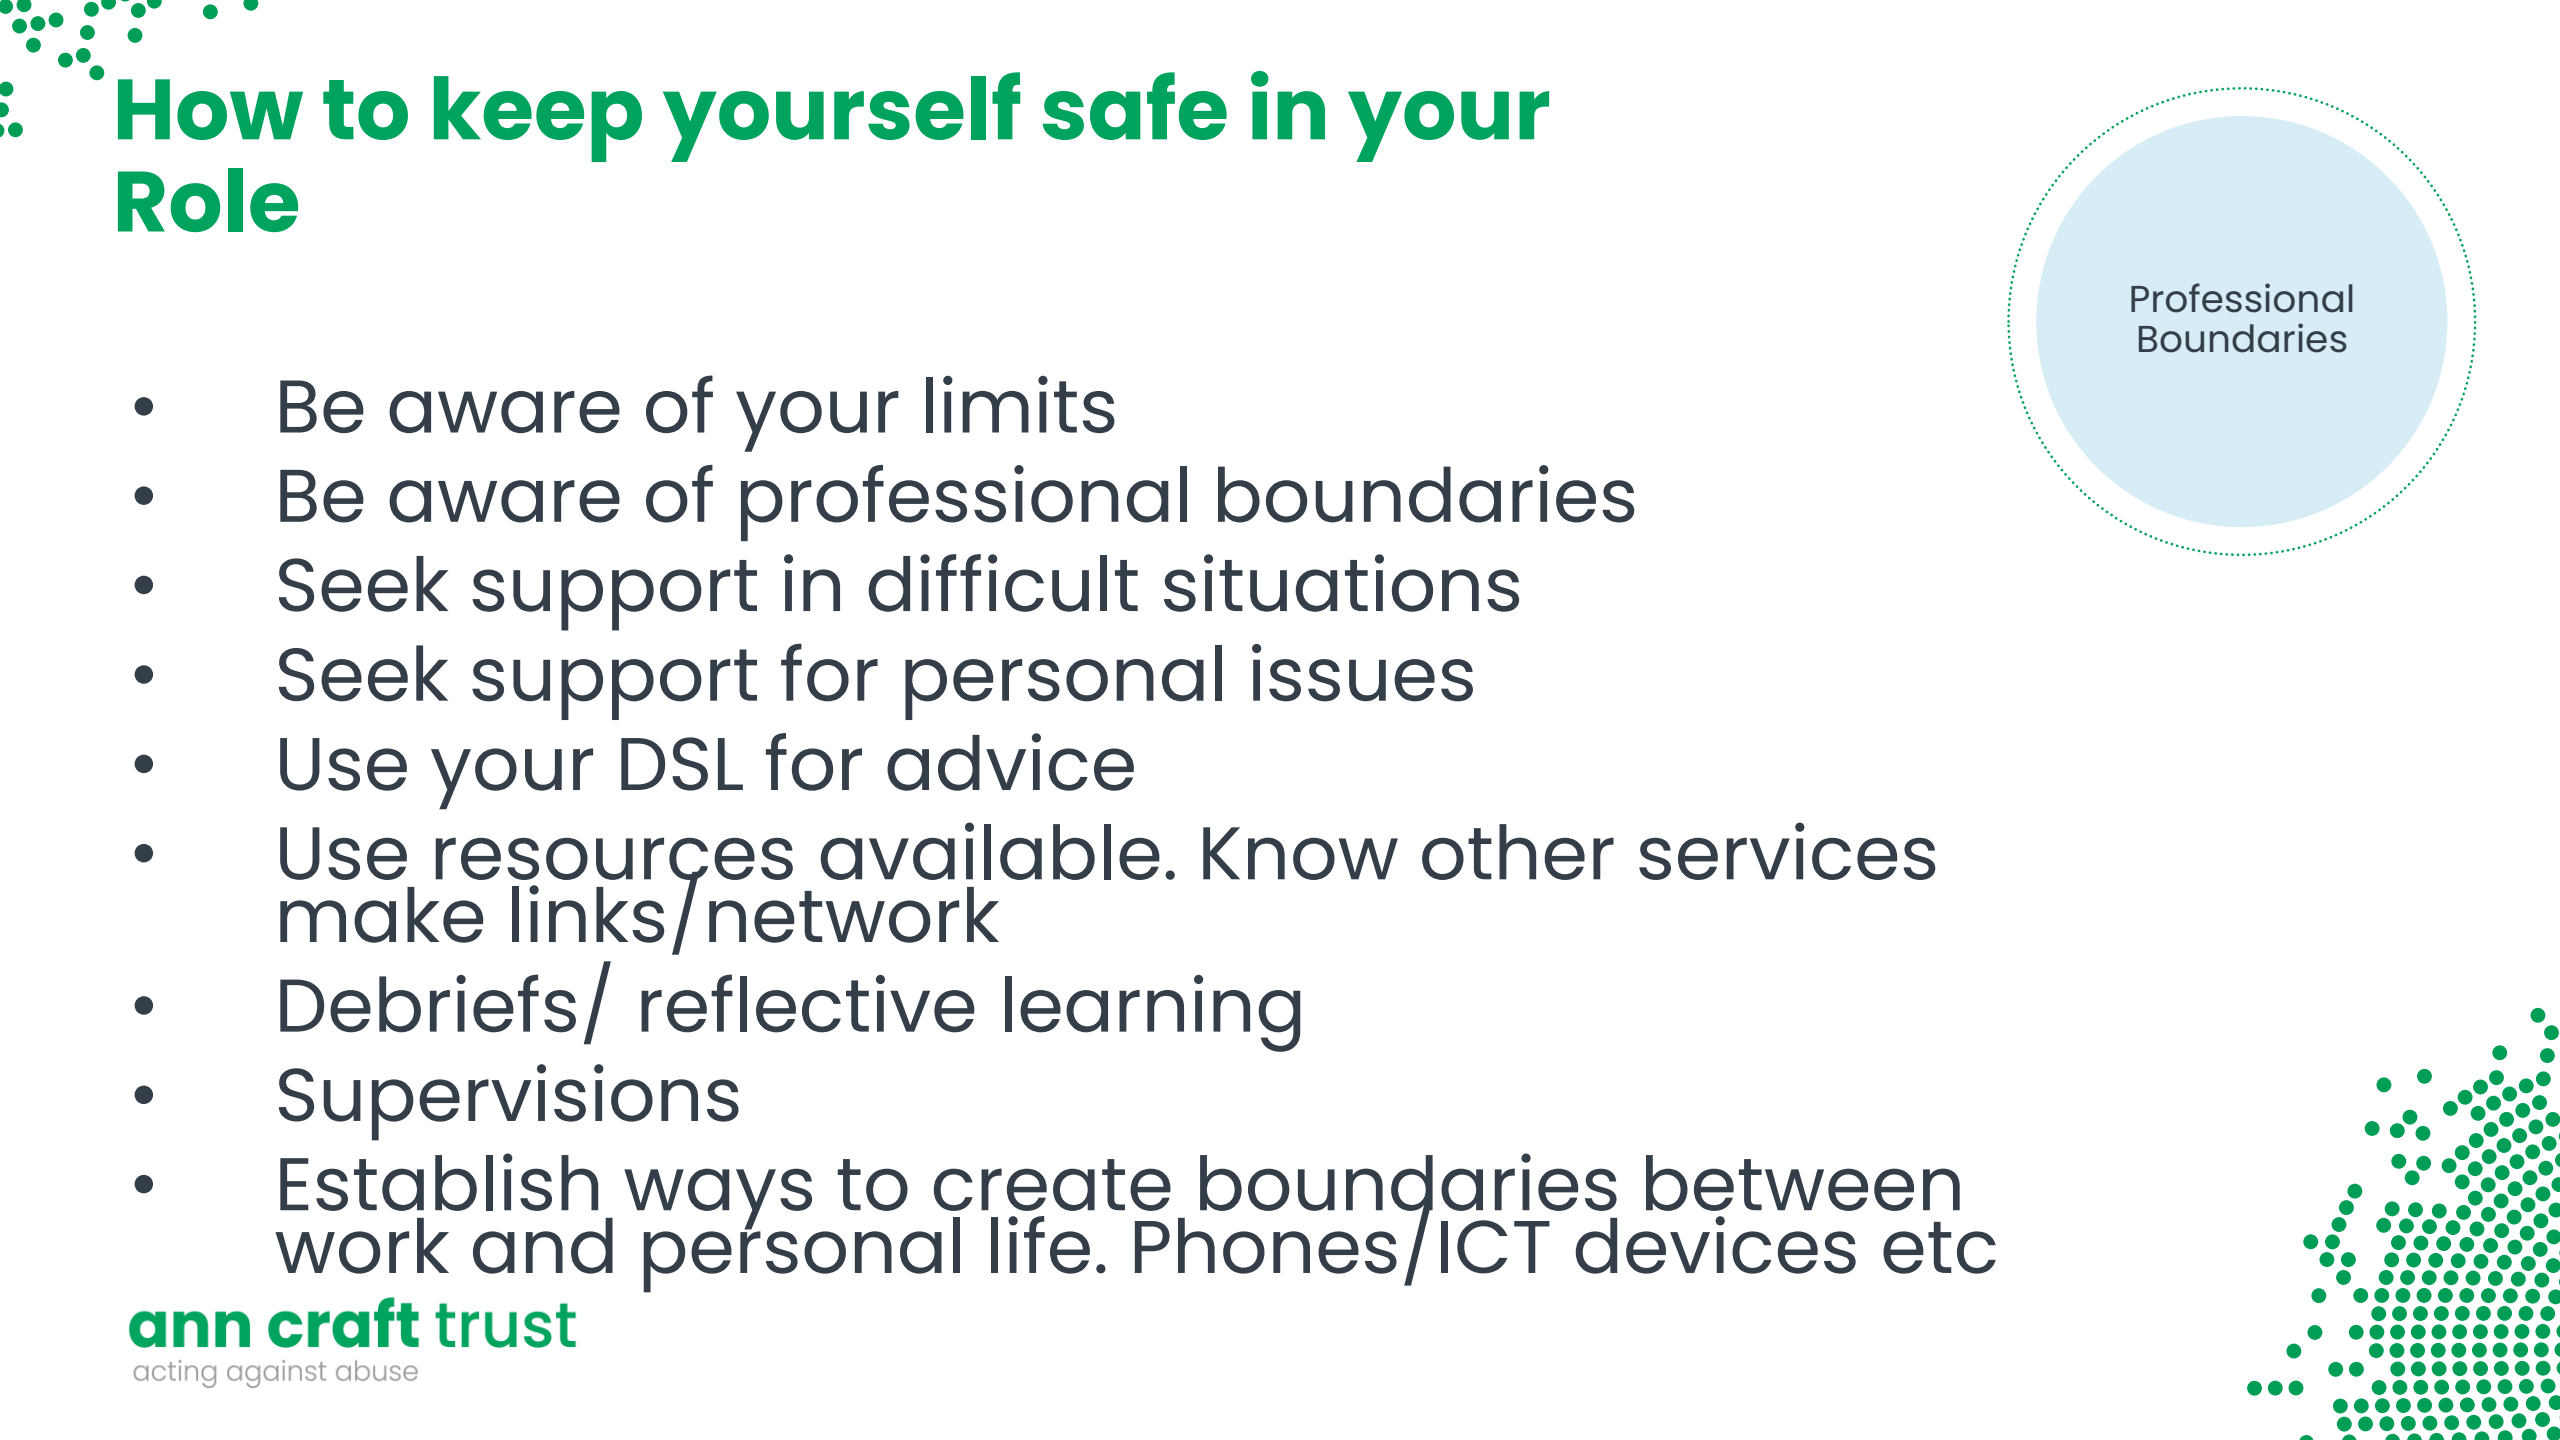 How to keep yourself safe in your
Role
Professional
Boundaries
• Be aware of your limits
• Be aware of professional boundaries
• Seek support in difficult situations
• Seek support for personal issues
• Use your DSL for advice
• Use resources available. Know other services
make links/network
• Debriefs/ reflective learning
• Supervisions
• Establish ways to create boundaries between
work and personal life. Phones/ICT devices etc
ann craft trust
acting against abuse